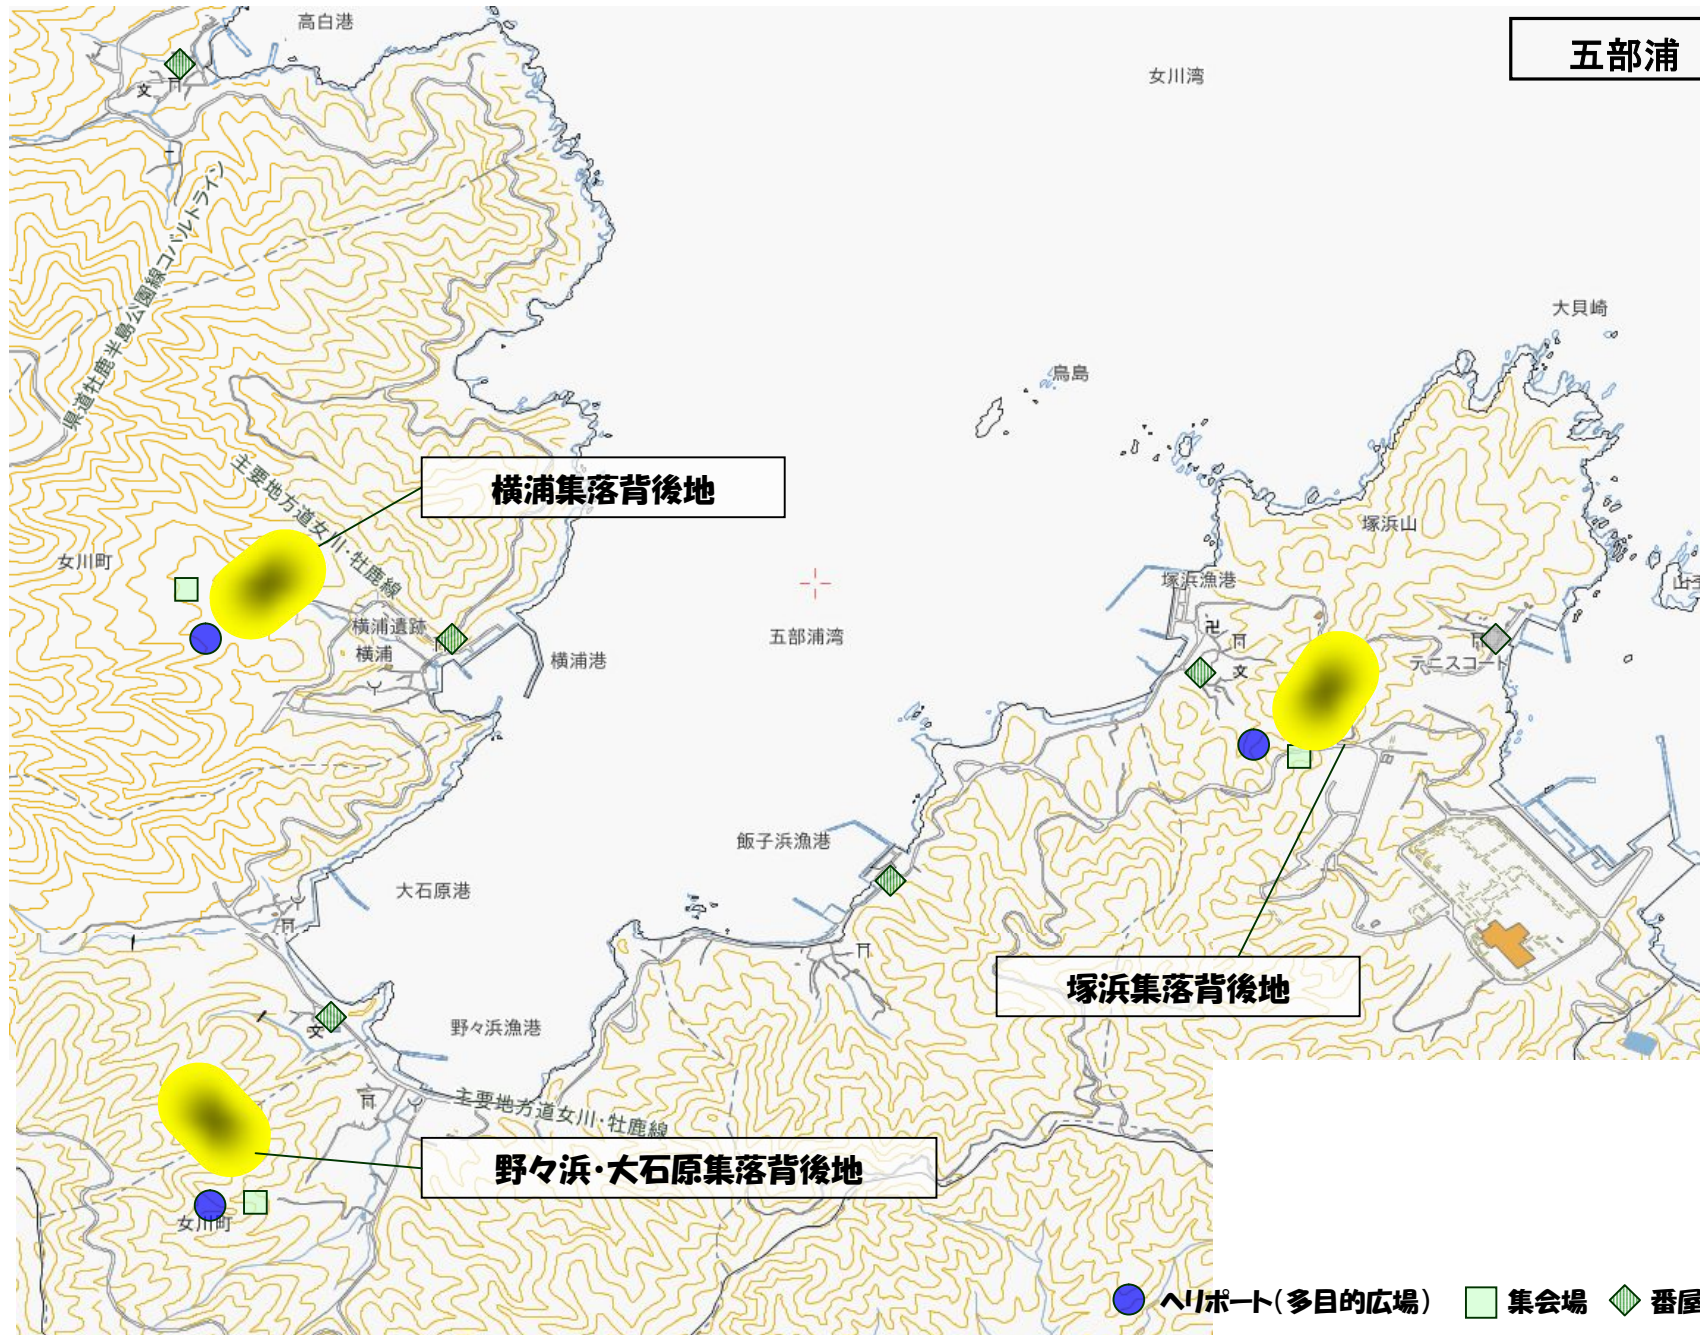 高白港
五部浦
女川湾
文
県道牡鹿半島公園線コバルトライン
大貝崎
鳥島
主要地方道女川・牡鹿線
横浦集落背後地
塚浜山
女川町
塚浜漁港
横浦遺跡
五部浦湾
横浦
横浦港
テニスコート
文
飯子浜漁港
大石原港
塚浜集落背後地
文
野々浜漁港
主要地方道女川・牡鹿線
野々浜・大石原集落背後地
女川町
ヘリポート(多目的広場) 集会場 番屋